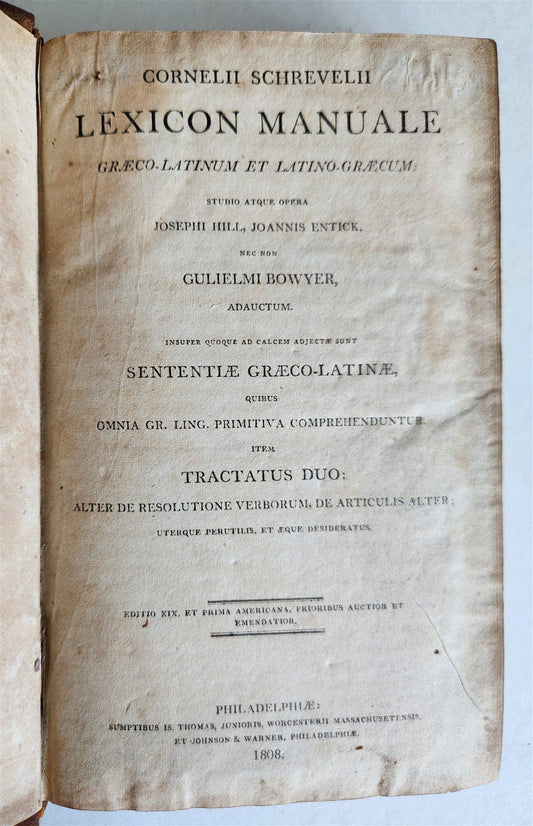 CORNELII SCHREVELII
LEXICON MANUALE
GRÆCO-LATINUM ET LATINO-GRÆCUM:
STUDIO ATQUE OPERA
JOSEPHI HILL, JOANNIS ENTICK,
NEC NON
GULIELMI BOWYER,
ADAUCTUM.
INSUPER QUOQUE AD CALCEM ADJECTÆ SUNT
SENTENTIÆ GRÆCO-LATINÆ,
QUIBUS
OMNIA GR. LING. PRIMITIVA COMPREHENDUNTUR.
ITEM
TRACTATUS DUO:
ALTER DE RESOLUTIONE VERBORUM, DE ARTICULIS ALTER;
UTERQUE PERUTILIS, ET ÆQUE DESIDERATUS.
EDITIO XIX, ET PRIMA AMERICANA, PRIORIBUS AUCTIOR ET
EMENDATIOR.
PHILADELPHIÆ:
SUMPTIBUS IS. THOMAS, JUNIORIS, WORCESTERII MASSACHUSETENSIS,
ET JOHNSON & WARNER, PHILADELPHIÆ.
1808.